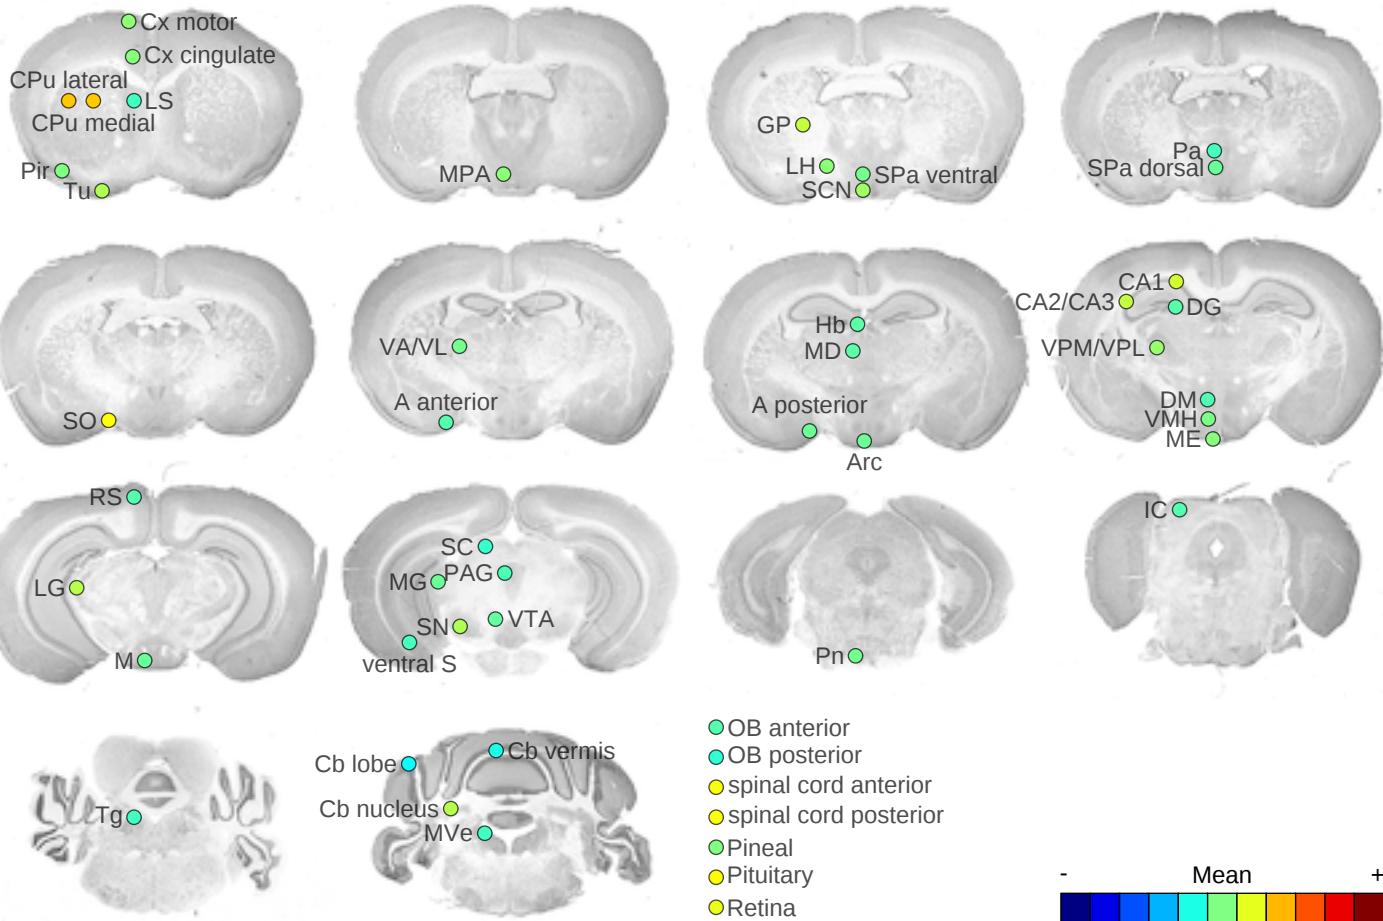 Cx motor
Cx cingulate
CPu lateral
LS
CPu medial
Pir
Tu
MPA
GP
LH
SPa ventral
SCN
Pa
SPa dorsal
SO
VA/VL
A anterior
Hb
MD
A posterior
Arc
CA1
CA2/CA3
DG
VPM/VPL
DM
VMH
ME
RS
LG
M
SC
PAG
MG
VTA
SN
ventral S
Pn
IC
Tg
Cb vermis
Cb lobe
Cb nucleus
MVe
OB anterior
OB posterior
spinal cord anterior
spinal cord posterior
Pineal
Pituitary
Retina
- Mean +